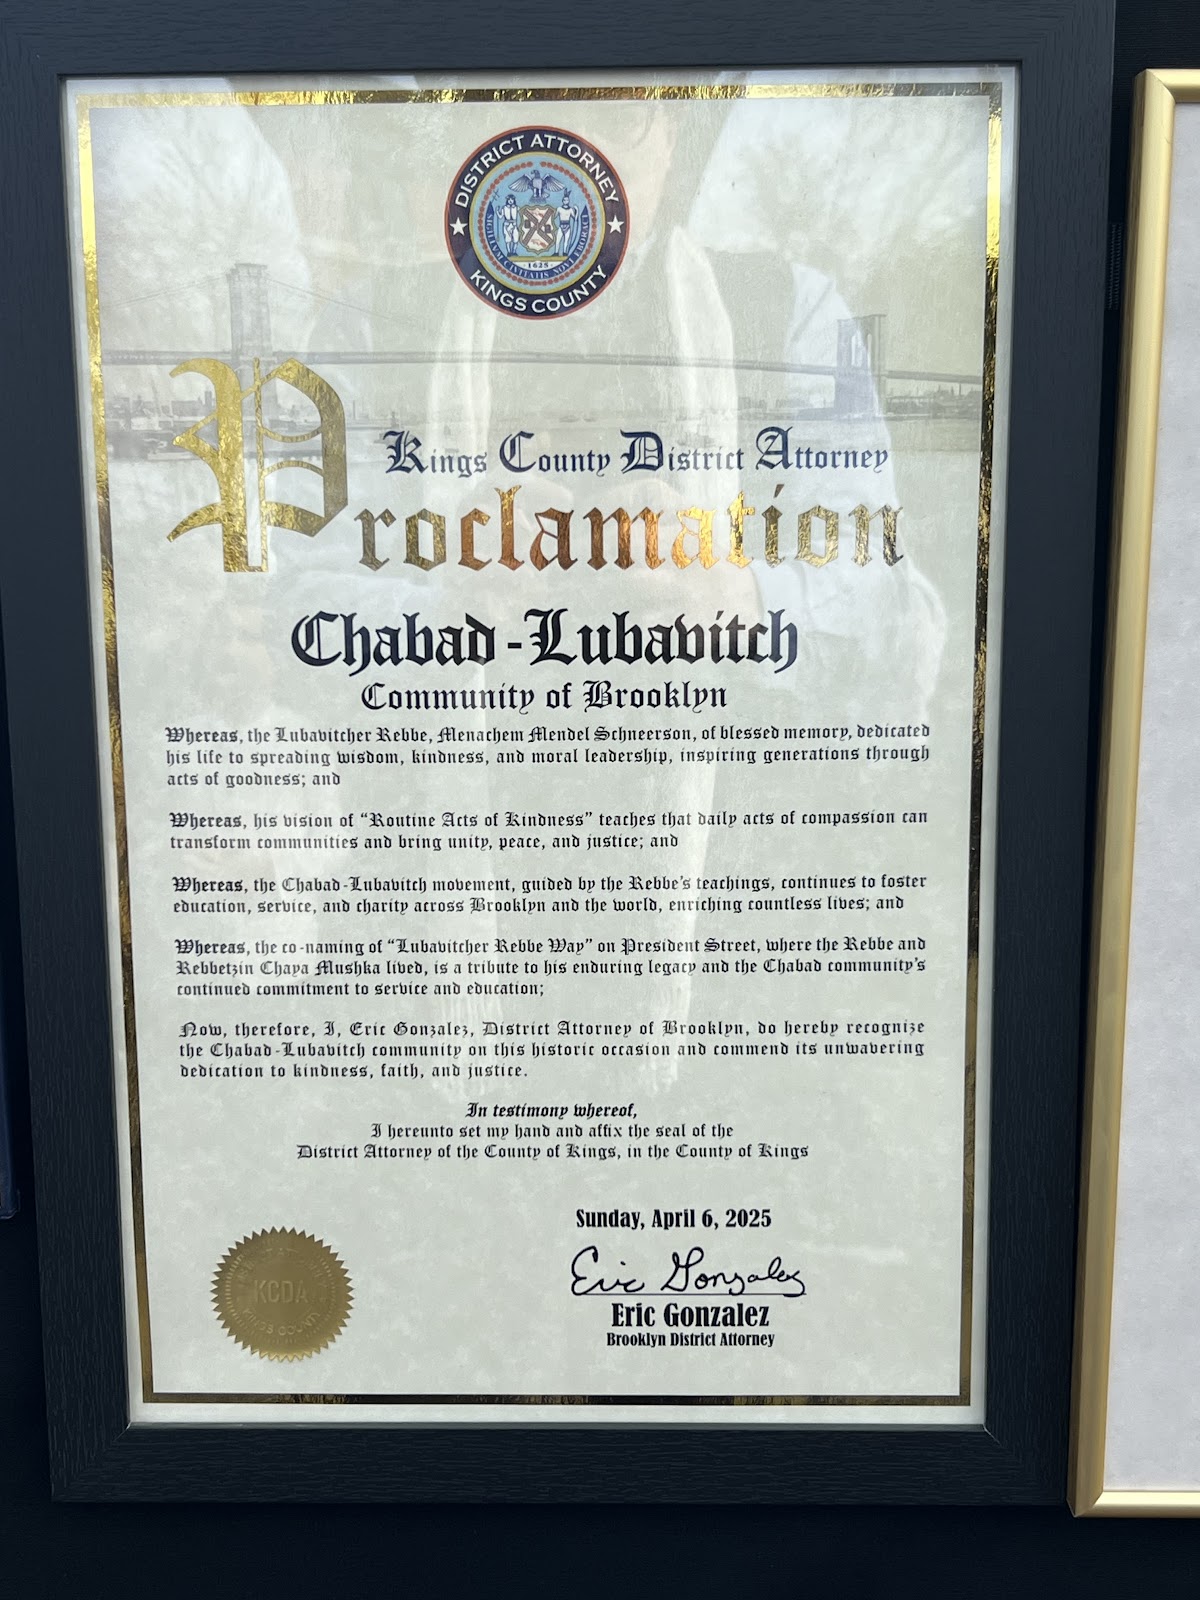 DISTRICT ATTORNEY
SIGILLVM CIVITATIS NOVI EBORACI
1625
KINGS COUNTY
Kings County District Attorney
Proclamation
Chabad-Lubavitch
Community of Brooklyn
Whereas, the Lubavitcher Rebbe, Menachem Mendel Schneerson, of blessed memory, dedicated
his life to spreading wisdom, kindness, and moral leadership, inspiring generations through
acts of goodness; and
Whereas, his vision of “Routine Acts of Kindness” teaches that daily acts of compassion can
transform communities and bring unity, peace, and justice; and
Whereas, the Chabad-Lubavitch movement, guided by the Rebbe’s teachings, continues to foster
education, service, and charity across Brooklyn and the world, enriching countless lives; and
Whereas, the co-naming of “Lubavitcher Rebbe Way” on President Street, where the Rebbe and
Rebbetzin Chaya Mushka lived, is a tribute to his enduring legacy and the Chabad community’s
continued commitment to service and education;
Now, therefore, I, Eric Gonzalez, District Attorney of Brooklyn, do hereby recognize
the Chabad-Lubavitch community on this historic occasion and commend its unwavering
dedication to kindness, faith, and justice.
In testimony whereof,
I hereunto set my hand and affix the seal of the
District Attorney of the County of Kings, in the County of Kings
Sunday, April 6, 2025
Eric Gonzalez
Eric Gonzalez
Brooklyn District Attorney
KCDA
KINGS COUNTY